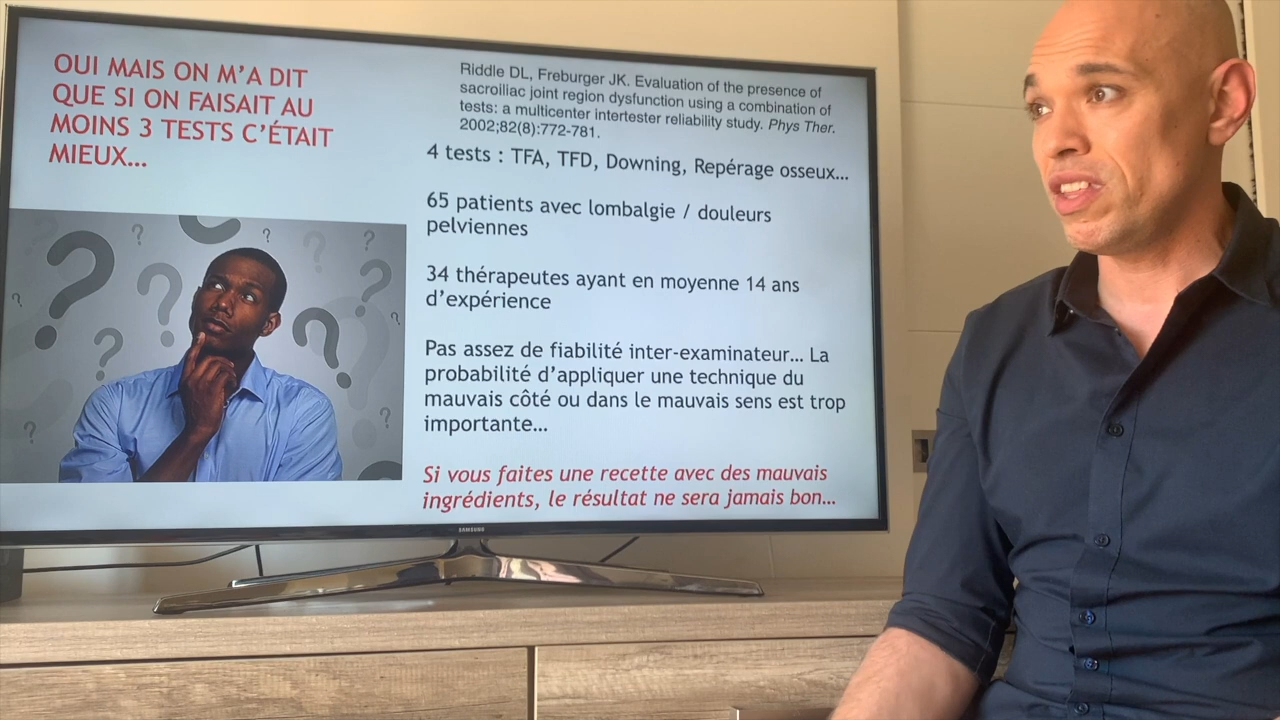 OUI MAIS ON M'A DIT
QUE SI ON FAISAIT AU
MOINS 3 TESTS C'ÉTAIT
MIEUX...
Riddle DL, Freburger JK. Evaluation of the presence of
sacroiliac joint region dysfunction using a combination of
tests: a multicenter intertester reliability study. Phys Ther.
2002;82(8):772-781.
4 tests : TFA, TFD, Downing, Repérage osseux...
65 patients avec lombalgie / douleurs
pelviennes
34 thérapeutes ayant en moyenne 14 ans
d'expérience
Pas assez de fiabilité inter-examinateur... La
probabilité d'appliquer une technique du
mauvais côté ou dans le mauvais sens est trop
importante...
Si vous faites une recette avec des mauvais
ingrédients, le résultat ne sera jamais bon...
SAMSUNG